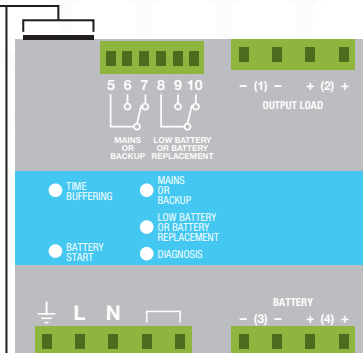 5 6 7 8 9 10
– (1) – + (2) +
OUTPUT LOAD
MAINS
OR
BACKUP
LOW BATTERY
OR BATTERY
REPLACEMENT
TIME
BUFFERING
MAINS
OR
BACKUP
LOW BATTERY
OR BATTERY
REPLACEMENT
BATTERY
START
DIAGNOSIS
L N
BATTERY
– (3) – + (4) +